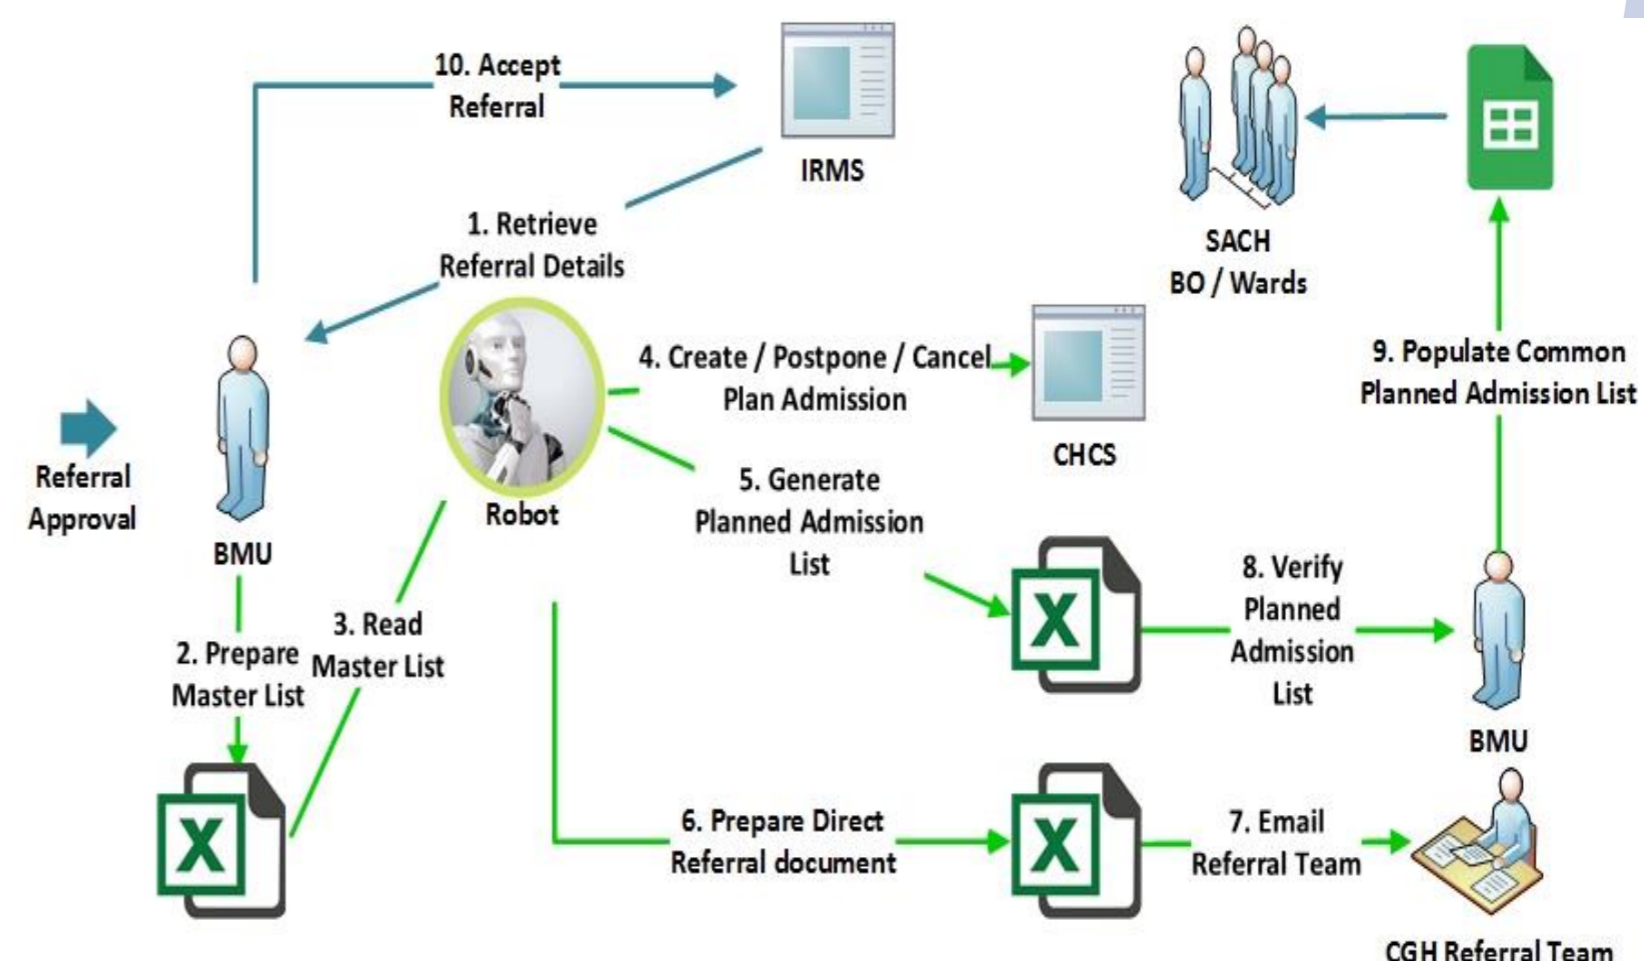 10. Accept
Referral
IRMS
1. Retrieve
Referral Details
SACH
BO / Wards
4. Create / Postpone / Cancel
Plan Admission
CHCS
9. Populate Common
Planned Admission List
Referral
Approval
BMU
Robot
5. Generate
Planned Admission
List
2. Prepare
Master List
3. Read
Master List
8. Verify
Planned
Admission
List
BMU
X
X
6. Prepare Direct
Referral document
X
7. Email
Referral Team
CGH Referral Team